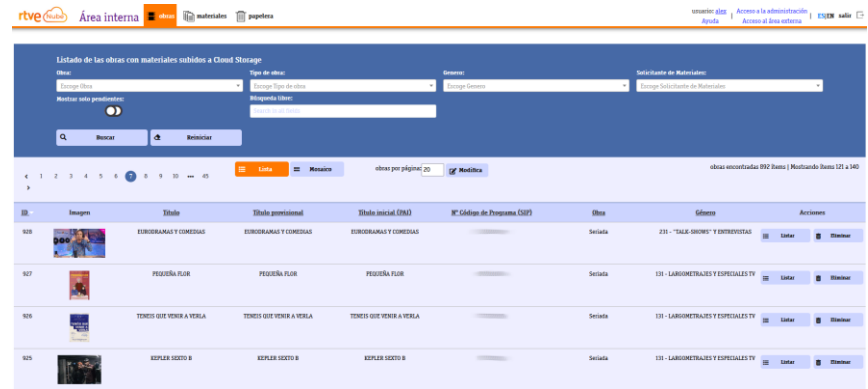 rtve nube Área interna obras materiales papelera
usuario: alez | Acceso a la administración | ES|EN salir
Ayuda | Acceso al área externa
Listado de las obras con materiales subidos a Cloud Storage
Obra: Tipo de obra: Genero: Solicitante de Materiales:
Escoge Obra Escoge Tipo de Obra Escoge Genero Escoge Solicitante de Materiales
Mostrar solo pendientes: Búsqueda libre:
Buscar Reiniciar
‹ 1 2 3 4 5 6 7 8 9 10 ••• 45
›
Lista Mosaico obras por página: 20 Modifica
obras encontradas 892 items | Mostrando items 121 a 140
ID Imagen Título Título provisional Título inicial (PAI) Nº Código de Programa (SIP) Obra Género Acciones
928 EURODRAMAS Y COMEDIAS EURODRAMAS Y COMEDIAS EURODRAMAS Y COMEDIAS Seriada 231 - "TALK-SHOWS" Y ENTREVISTAS Listar Eliminar
927 PEQUEÑA FLOR PEQUEÑA FLOR PEQUEÑA FLOR Seriada 131 - LARGOMETRAJES Y ESPECIALES TV Listar Eliminar
926 TENEIS QUE VENIR A VERLA TENEIS QUE VENIR A VERLA TENEIS QUE VENIR A VERLA Seriada 131 - LARGOMETRAJES Y ESPECIALES TV Listar Eliminar
925 KEPLER SEXTO B KEPLER SEXTO B KEPLER SEXTO B Seriada 131 - LARGOMETRAJES Y ESPECIALES TV Listar Eliminar